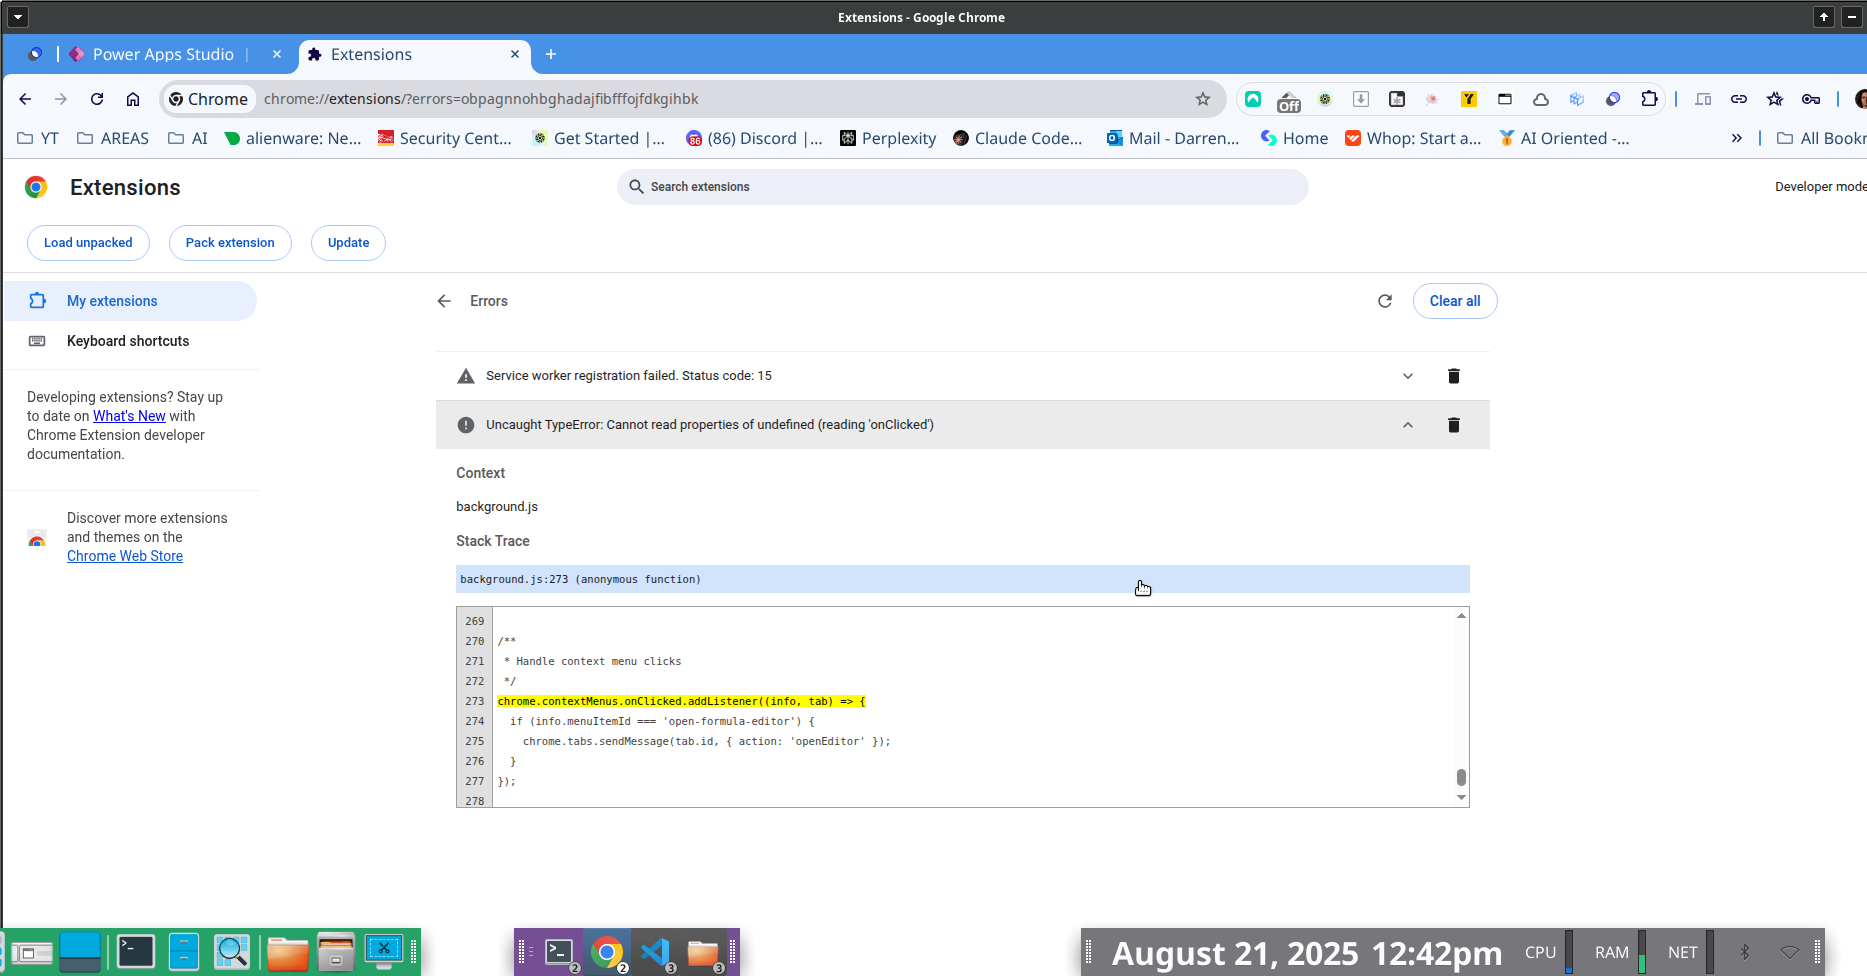 Extensions - Google Chrome
Power Apps Studio
Extensions
Chrome
chrome://extensions/?errors=obpagnnohbghadajfibfffojfdkgihbk
Off
YT
AREAS
AI
alienware: Ne...
Security Cent...
Get Started |...
(86) Discord |...
Perplexity
Claude Code...
Mail - Darren...
Home
Whop: Start a...
AI Oriented -...
All Bookr
Extensions
Search extensions
Developer mode
Load unpacked
Pack extension
Update
My extensions
Keyboard shortcuts
Developing extensions? Stay up
to date on What's New with
Chrome Extension developer
documentation.
Discover more extensions
and themes on the
Chrome Web Store
Errors
Clear all
Service worker registration failed. Status code: 15
Uncaught TypeError: Cannot read properties of undefined (reading 'onClicked')
Context
background.js
Stack Trace
background.js:273 (anonymous function)
269
270 /**
271 * Handle context menu clicks
272 */
273 chrome.contextMenus.onClicked.addListener((info, tab) => {
274 if (info.menuItemId === 'open-formula-editor') {
275 chrome.tabs.sendMessage(tab.id, { action: 'openEditor' });
276 }
277 });
278
2
2
3
3
August 21, 2025 12:42pm
CPU
RAM
NET